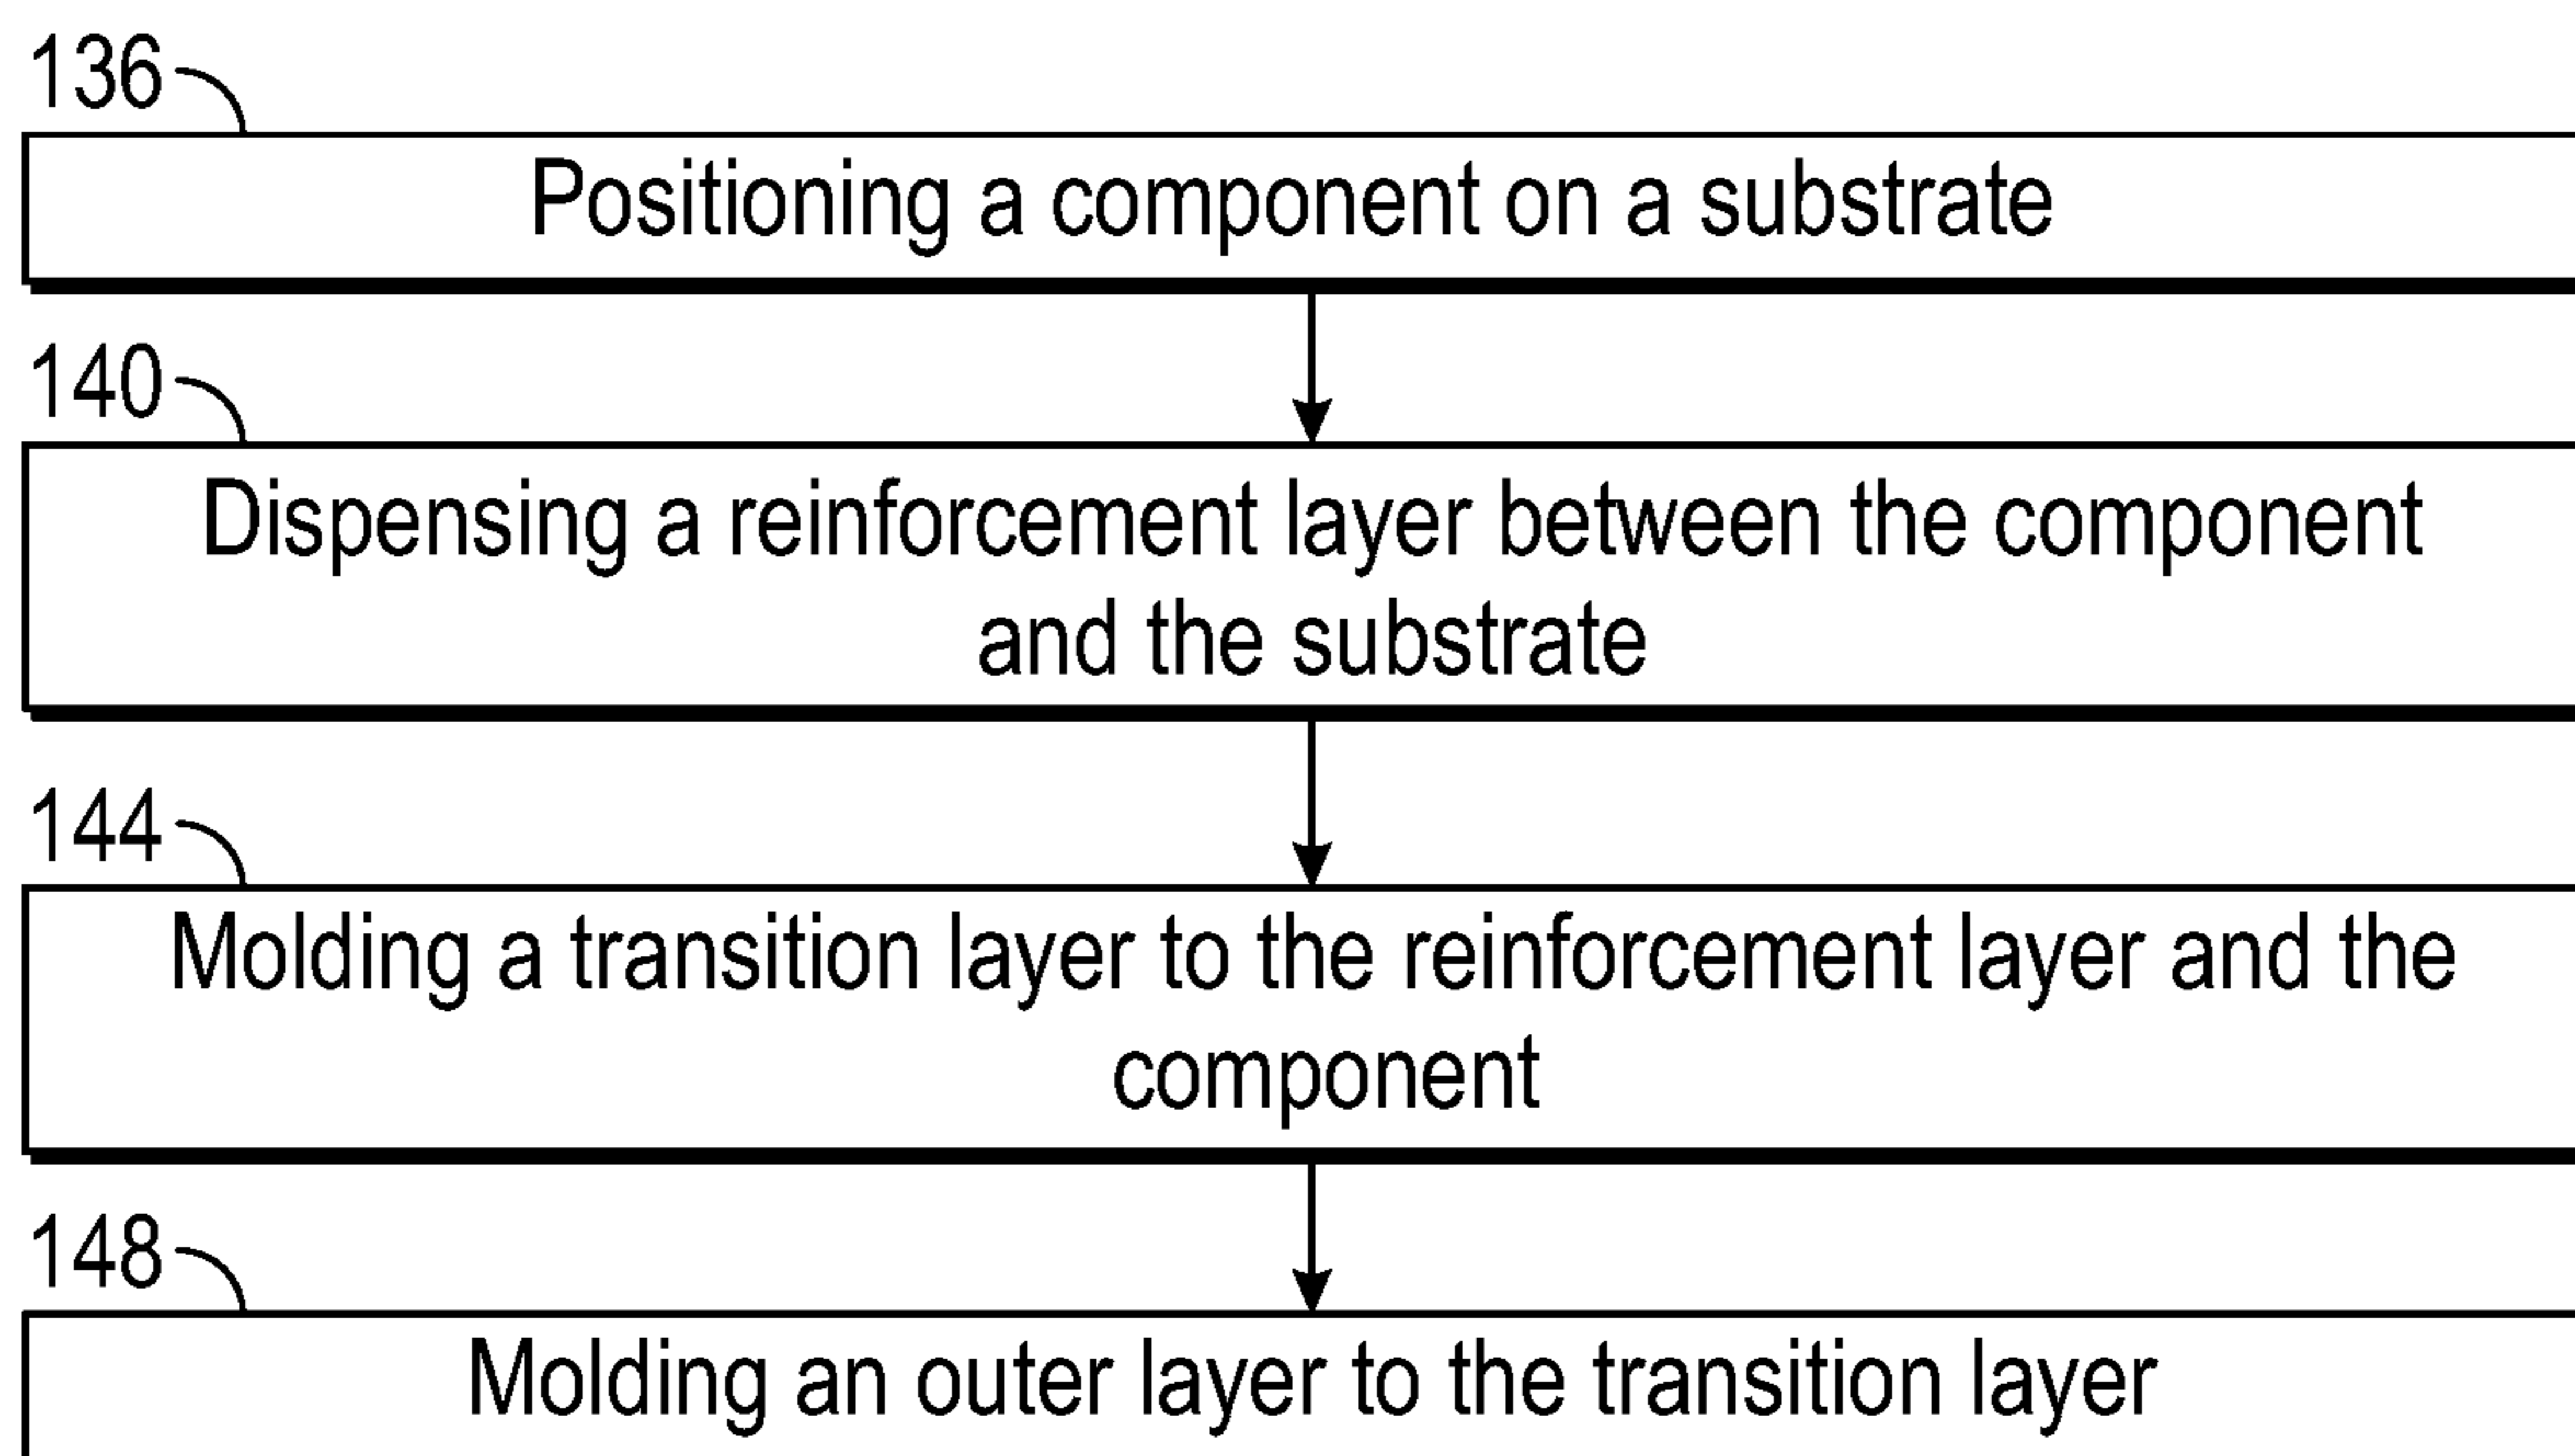 136
Positioning a component on a substrate
140
Dispensing a reinforcement layer between the component
and the substrate
144
Molding a transition layer to the reinforcement layer and the
component
148
Molding an outer layer to the transition layer